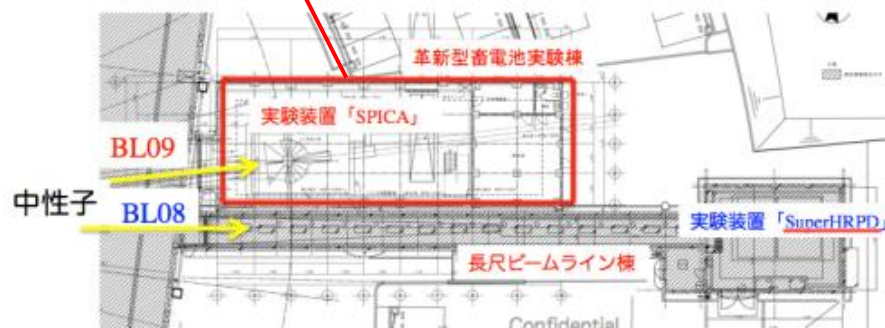 革新型畜電池実験棟
実験装置「SPICA」
BL09
中性子
BL08
実験装置「SuperHRPD」
長尺ビームライン棟
Confidential